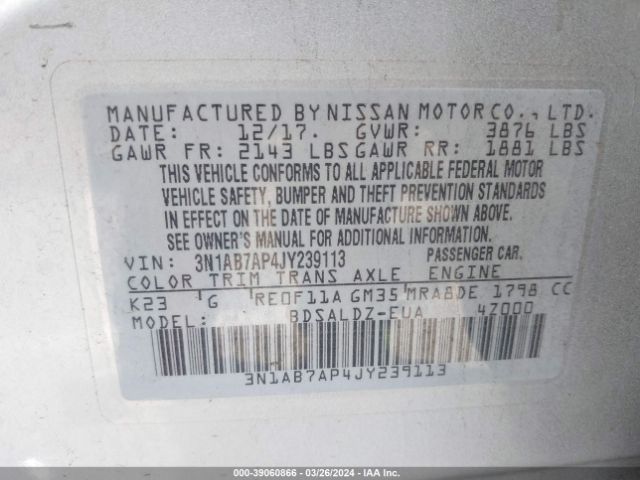 MANUFACTURED BY NISSAN MOTOR CO., LTD.
DATE: 12/17. GVWR: 3876 LBS
GAWR FR: 2143 LBS GAWR RR: 1881 LBS
THIS VEHICLE CONFORMS TO ALL APPLICABLE FEDERAL MOTOR
VEHICLE SAFETY, BUMPER AND THEFT PREVENTION STANDARDS
IN EFFECT ON THE DATE OF MANUFACTURE SHOWN ABOVE.
SEE OWNER'S MANUAL FOR ADDITIONAL INFORMATION.
VIN: 3N1AB7AP4JY239113 PASSENGER CAR.
COLOR TRIM TRANS AXLE ENGINE
K23 G RE0F11A GM35 MRA8DE 1798 CC
MODEL: BDSALDZ-EUA 4Z000
3N1AB7AP4JY239113
000-39060866 - 03/26/2024 - IAA Inc.